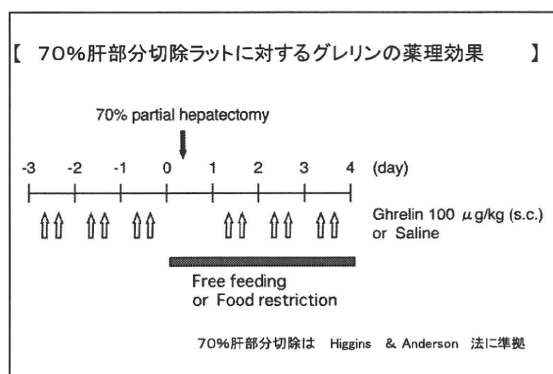 【 70%肝部分切除ラットに対するグレリンの薬理効果 】
70% partial hepatectomy
-3 -2 -1 0 1 2 3 4 (day)
Ghrelin 100 μg/kg (s.c.)
or Saline
Free feeding
or Food restriction
70%肝部分切除は Higgins & Anderson 法に準拠